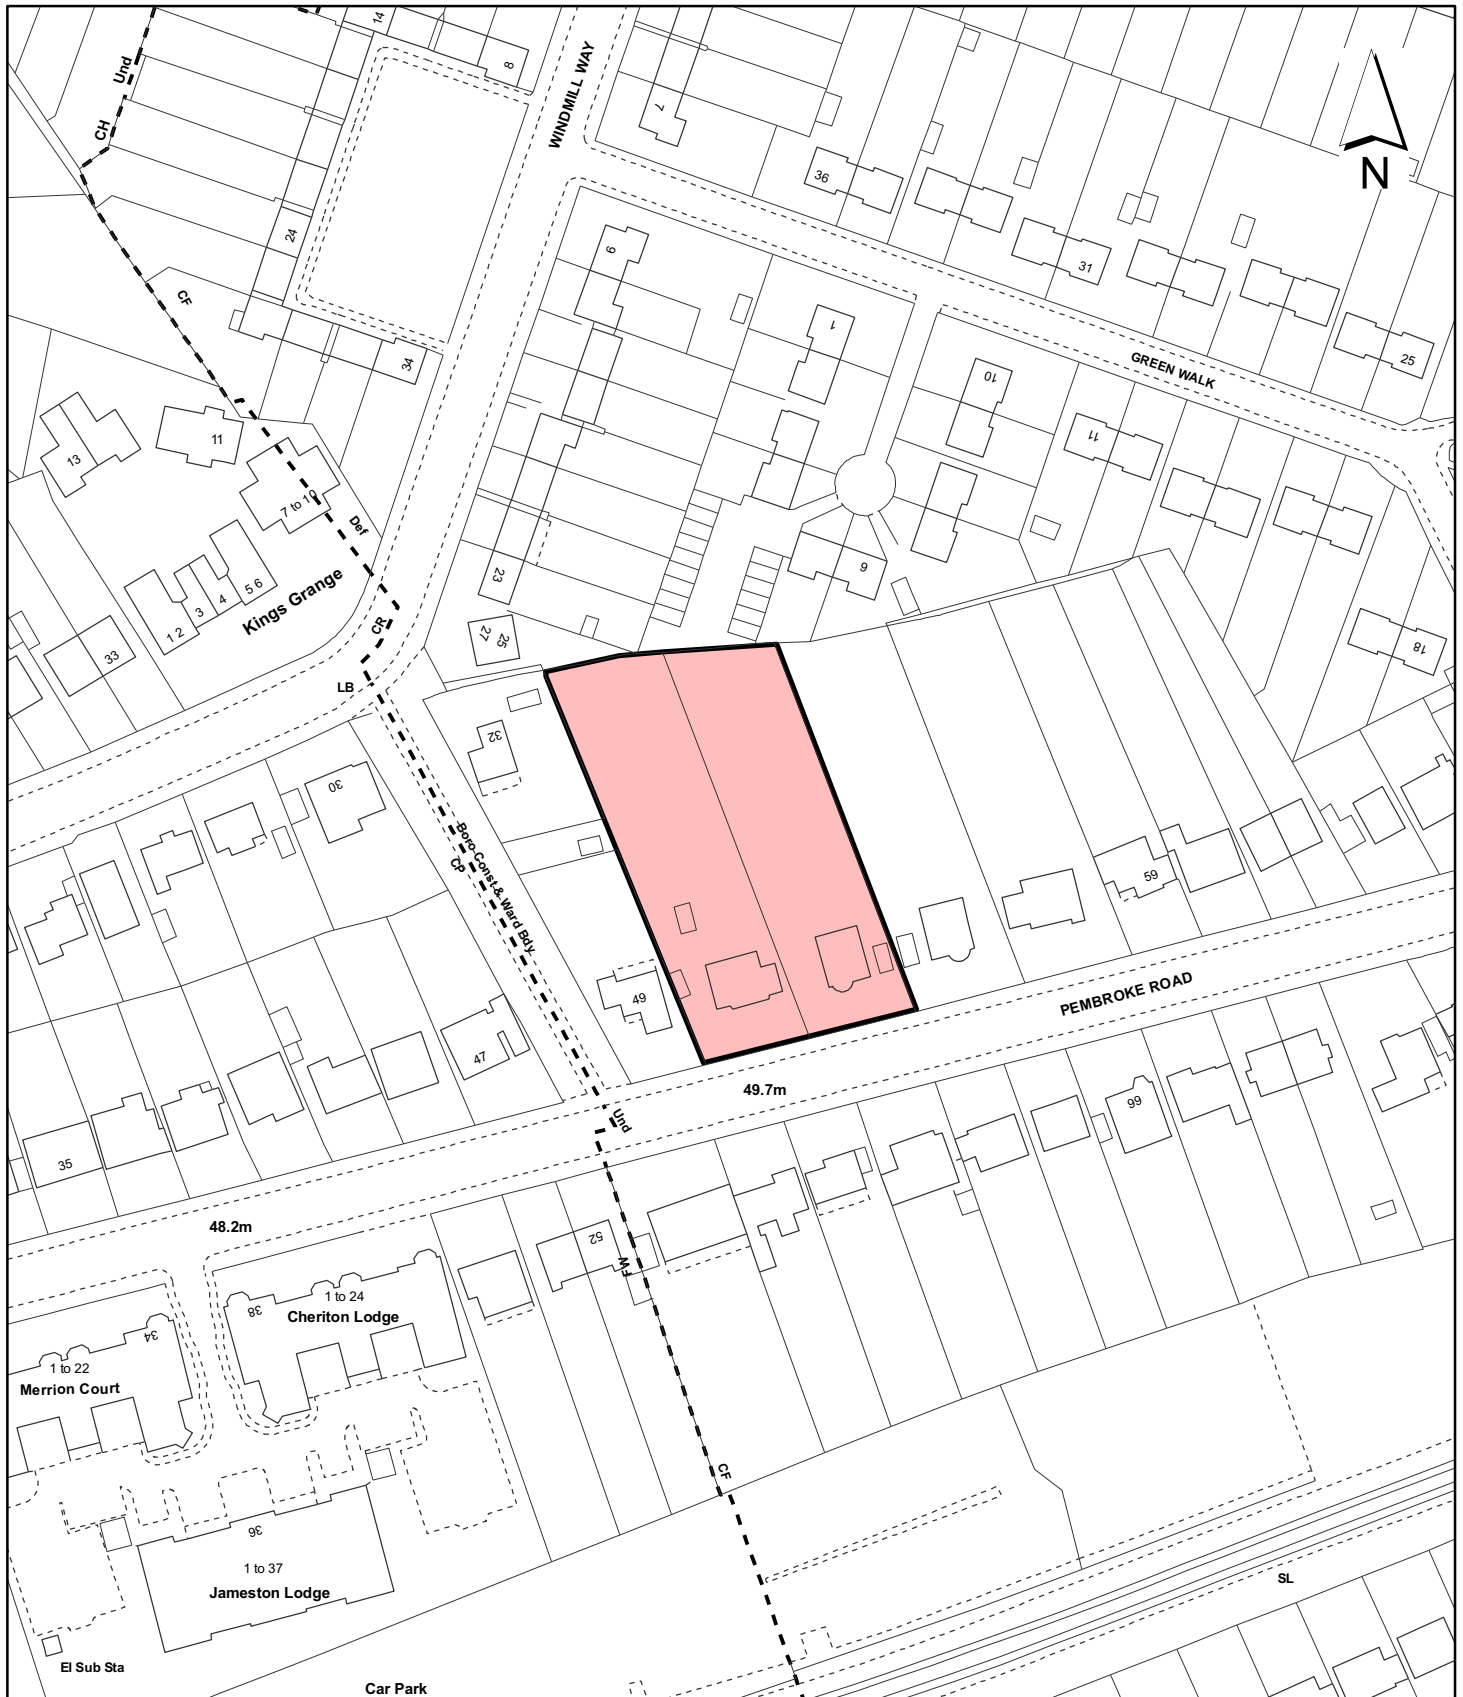 14
8
WINDMILL WAY
Und
CH
7
36
N
24
6
31
CF
1
34
GREEN WALK
25
10
11
13
11
7 to 10
Def
23
9
5 6
4
3
1 2
Kings Grange
CR
27
25
33
18
LB
32
30
Boro Const & Ward Bdy
CP
59
49
PEMBROKE ROAD
47
49.7m
66
Und
35
48.2m
52
FW
1 to 24
38
Cheriton Lodge
34
1 to 22
Merrion Court
CF
36
1 to 37
Jameston Lodge
SL
El Sub Sta
Car Park